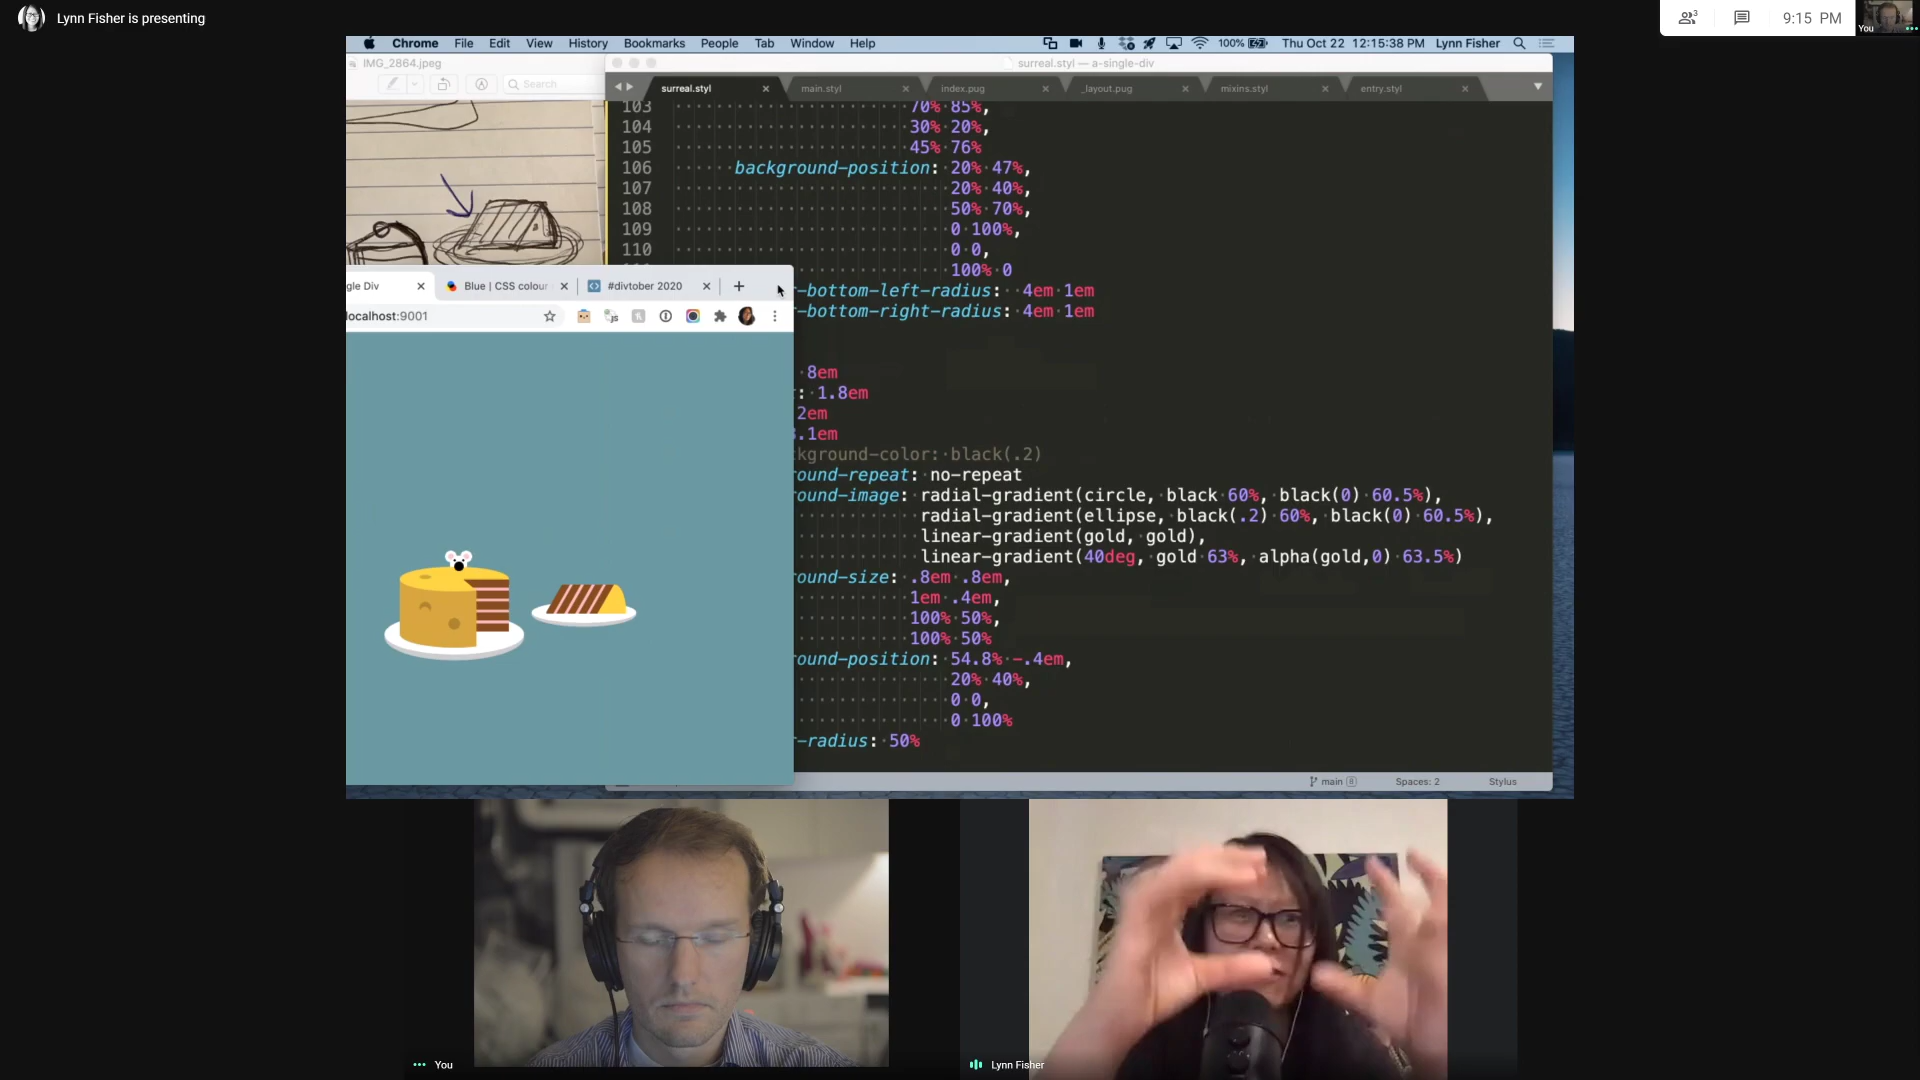 Lynn Fisher is presenting
3
9:15 PM
You
Chrome File Edit View History Bookmarks People Tab Window Help
100% Thu Oct 22 12:15:38 PM Lynn Fisher
IMG_2864.jpeg
Search
surreal.styl — a-single-div
surreal.styl main.styl index.pug _layout.pug mixins.styl entry.styl
103 70% 85%,
104 30% 20%,
105 45% 76%
106 background-position: 20% 47%,
107 20% 40%,
108 50% 70%,
109 0 100%,
110 0 0,
100% 0
gle Div Blue | CSS colour #divtober 2020
-bottom-left-radius: 4em 1em
localhost:9001
-bottom-right-radius: 4em 1em
8em
: 1.8em
2em
.1em
kground-color: black(.2)
ound-repeat: no-repeat
ound-image: radial-gradient(circle, black 60%, black(0) 60.5%),
radial-gradient(ellipse, black(.2) 60%, black(0) 60.5%),
linear-gradient(gold, gold),
linear-gradient(40deg, gold 63%, alpha(gold,0) 63.5%)
ound-size: .8em .8em,
1em .4em,
100% 50%,
100% 50%
ound-position: 54.8% -.4em,
20% 40%,
0 0,
0 100%
-radius: 50%
main 8 Spaces: 2 Stylus
You
Lynn Fisher